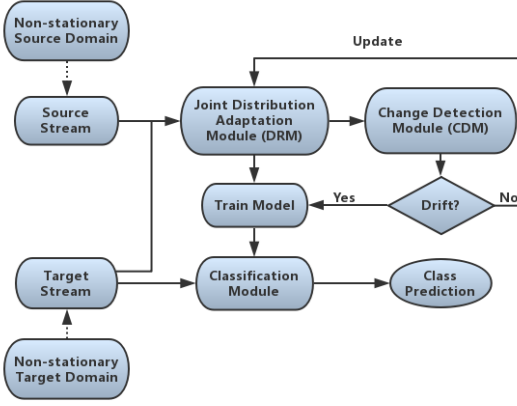 Non-stationary
Source Domain
Update
Source
Stream
Joint Distribution
Adaptation
Module (DRM)
Change Detection
Module (CDM)
Train Model
Yes
Drift?
No
Target
Stream
Classification
Module
Class
Prediction
Non-stationary
Target Domain